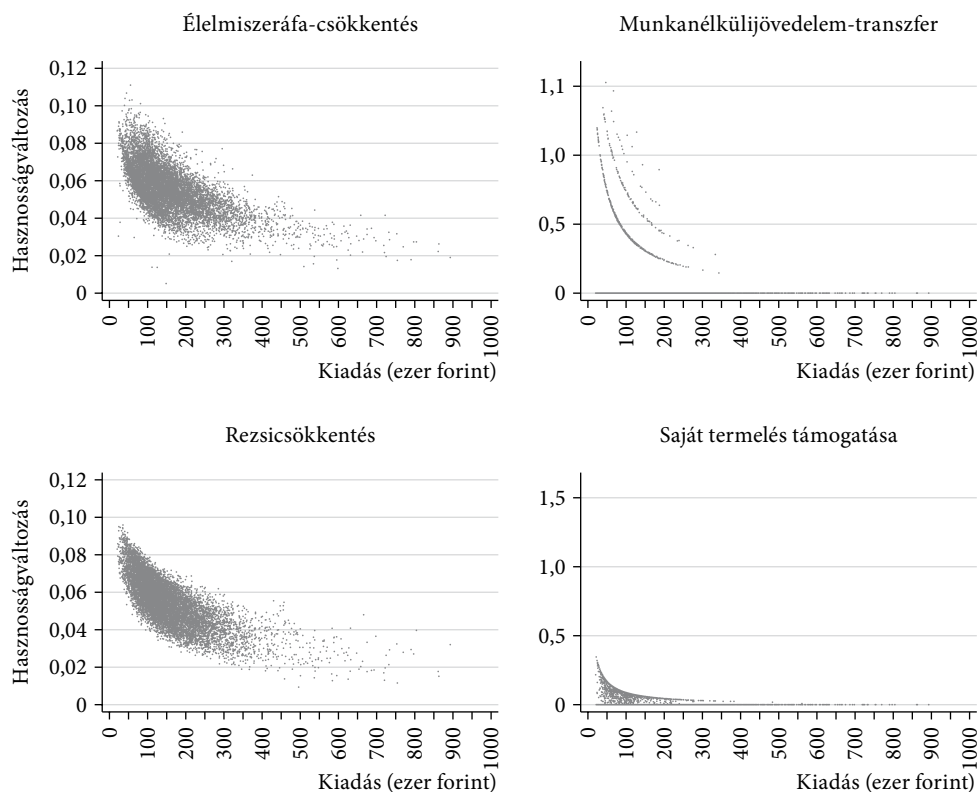 Élelmiszeráfa-csökkentés
Munkanélkülijövedelem-transzfer
Hasznosságváltozás
0,12
0,10
0,08
0,06
0,04
0,02
0
0 100 200 300 400 500 600 700 800 900 1000
Kiadás (ezer forint)
1,1
1,0
0,5
0
0 100 200 300 400 500 600 700 800 900 1000
Kiadás (ezer forint)
Rezsicsökkentés
Saját termelés támogatása
Hasznosságváltozás
0,12
0,10
0,08
0,06
0,04
0,02
0
0 100 200 300 400 500 600 700 800 900 1000
Kiadás (ezer forint)
1,5
1,0
0,5
0
0 100 200 300 400 500 600 700 800 900 1000
Kiadás (ezer forint)